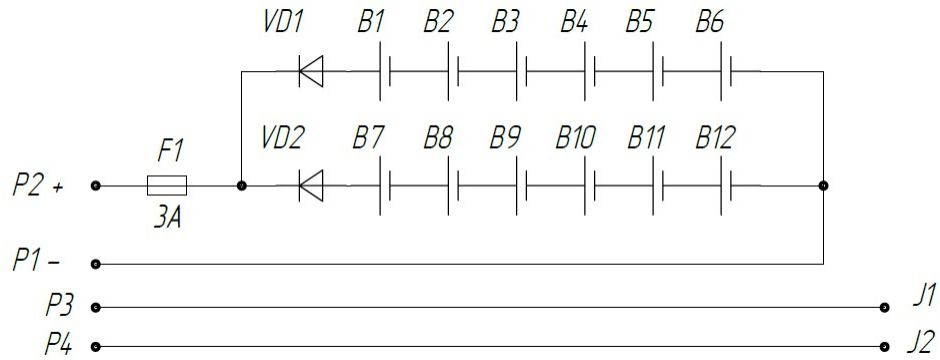 VD1 B1 B2 B3 B4 B5 B6
VD2 B7 B8 B9 B10 B11 B12
F1
P2 +
3A
P1 –
P3 J1
P4 J2